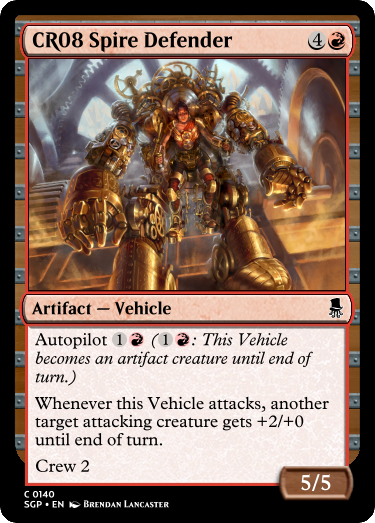 CR08 Spire Defender 4
Artifact — Vehicle
Autopilot 1 (1: This Vehicle
becomes an artifact creature until end of
turn.)
Whenever this Vehicle attacks, another
target attacking creature gets +2/+0
until end of turn.
Crew 2
5/5
C 0140
SGP • EN Brendan Lancaster